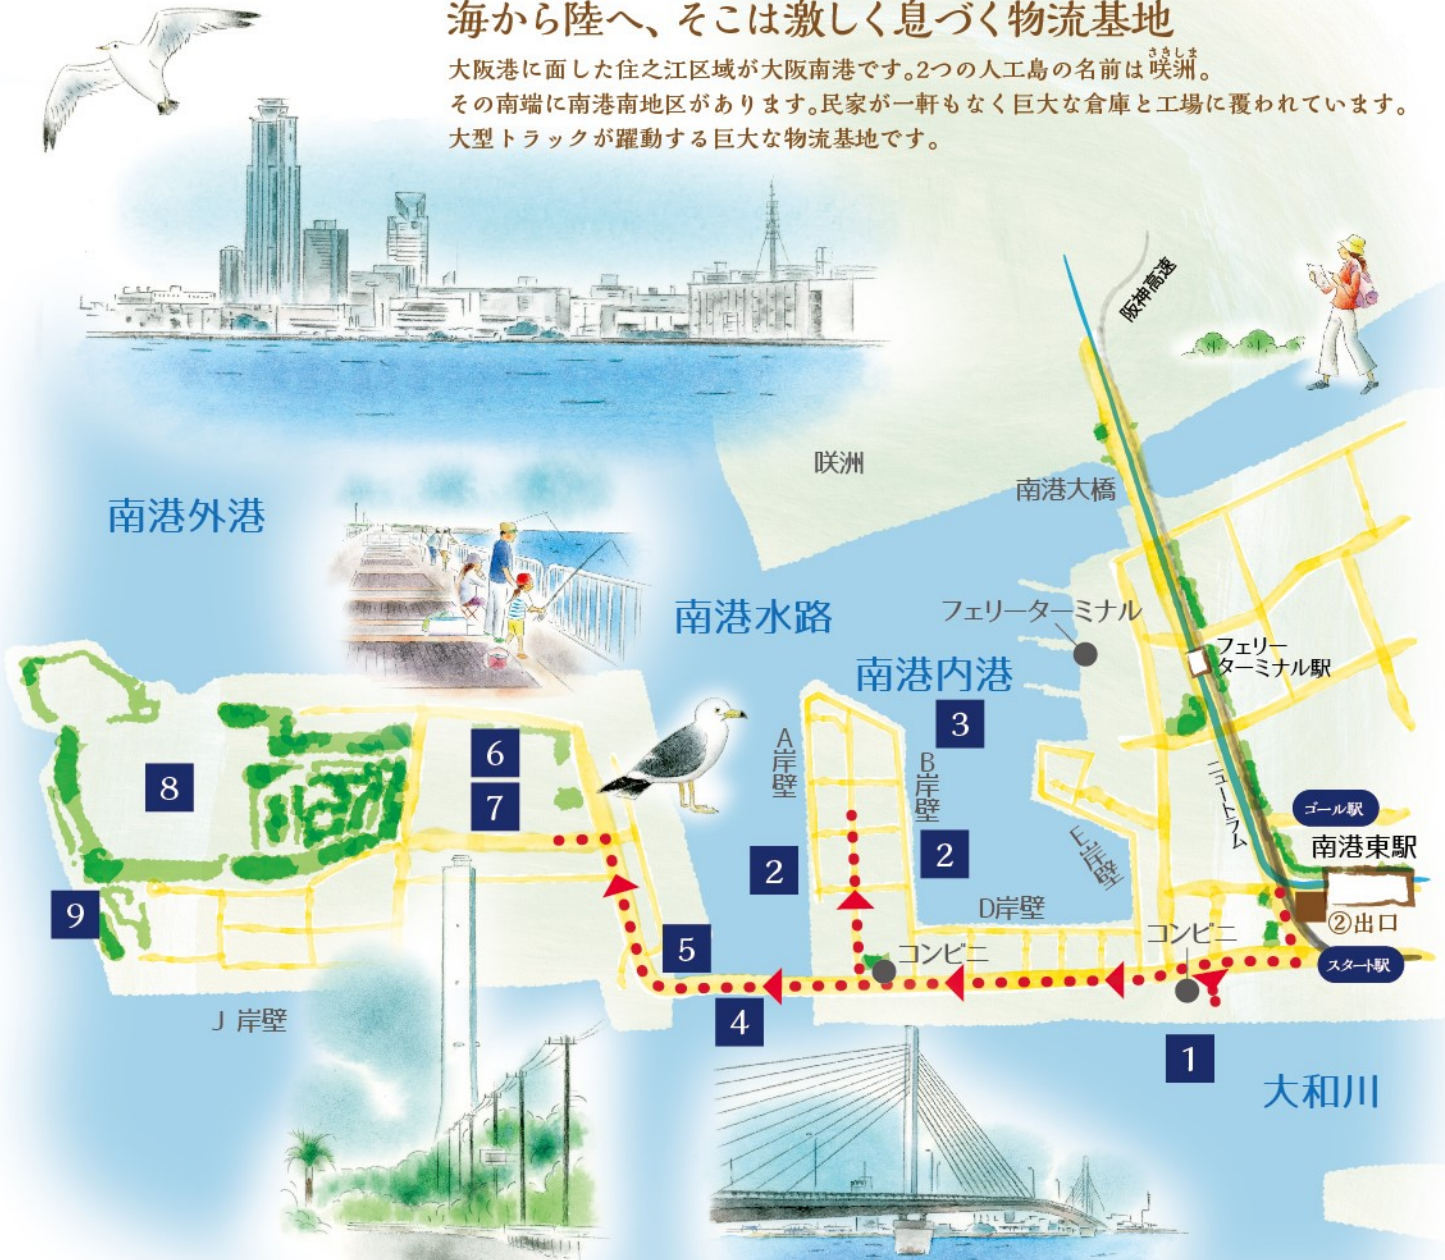 海から陸へ、そこは激しく息づく物流基地
大阪港に面した住之江区域が大阪南港です。2つの人工島の名前は咲洲。
さきしま
その南端に南港南地区があります。民家が一軒もなく巨大な倉庫と工場に覆われています。
大型トラックが躍動する巨大な物流基地です。
阪神高速
咲洲
南港大橋
南港外港
南港水路
フェリーターミナル
南港内港
フェリー
ターミナル駅
3
A岸壁
B岸壁
6
7
8
ニュートラム
ゴール駅
南港東駅
E岸壁
2
2
9
D岸壁
②出口
コンビニ
コンビニ
5
スタート駅
J 岸壁
4
1
大和川